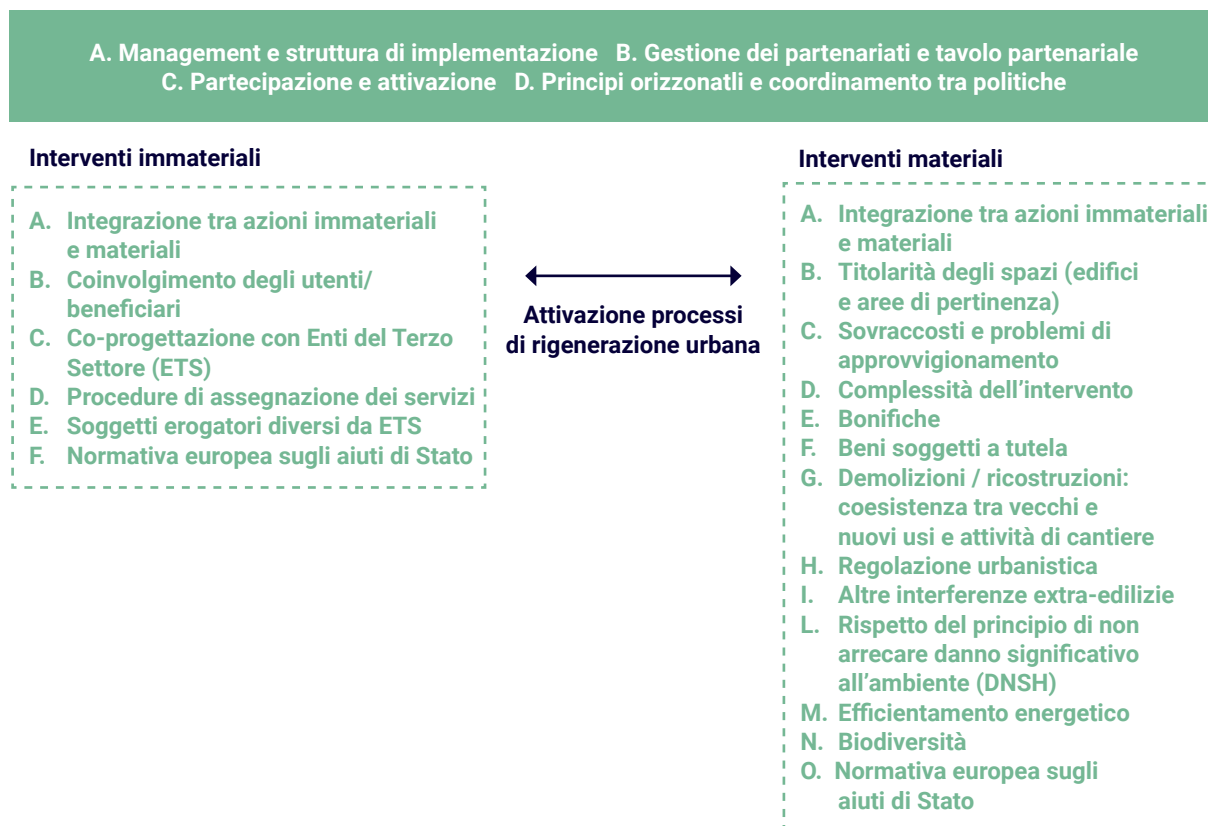 A. Management e struttura di implementazione B. Gestione dei partenariati e tavolo partenariale
C. Partecipazione e attivazione D. Principi orizzonatli e coordinamento tra politiche
Interventi immateriali
A. Integrazione tra azioni immateriali
e materiali
B. Coinvolgimento degli utenti/
beneficiari
C. Co-progettazione con Enti del Terzo
Settore (ETS)
D. Procedure di assegnazione dei servizi
E. Soggetti erogatori diversi da ETS
F. Normativa europea sugli aiuti di Stato
Attivazione processi
di rigenerazione urbana
Interventi materiali
A. Integrazione tra azioni immateriali
e materiali
B. Titolarità degli spazi (edifici
e aree di pertinenza)
C. Sovraccosti e problemi di
approvvigionamento
D. Complessità dell’intervento
E. Bonifiche
F. Beni soggetti a tutela
G. Demolizioni / ricostruzioni:
coesistenza tra vecchi e
nuovi usi e attività di cantiere
H. Regolazione urbanistica
I. Altre interferenze extra-edilizie
L. Rispetto del principio di non
arrecare danno significativo
all’ambiente (DNSH)
M. Efficientamento energetico
N. Biodiversità
O. Normativa europea sugli
aiuti di Stato